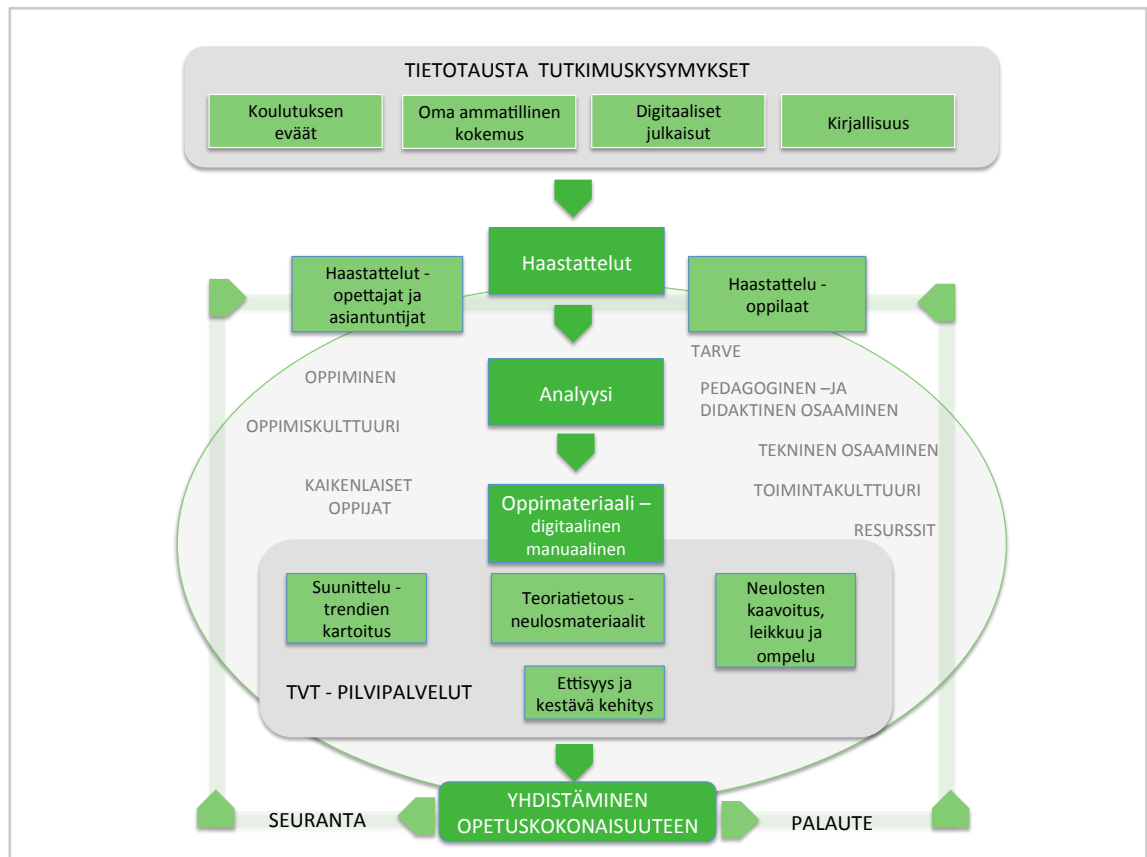 TIETOTAUSTA TUTKIMUSKYSYMYKSET
Koulutuksen
eväät
Oma ammatillinen
kokemus
Digitaaliset
julkaisut
Kirjallisuus
Haastattelut
Haastattelut -
opettajat ja
asiantuntijat
Haastattelu -
oppilaat
Analyysi
OPPIMINEN
OPPIMISKULTTUURI
KAIKENLAISET
OPPIJAT
TARVE
PEDAGOGINEN –JA
DIDAKTINEN OSAAMINEN
TEKNINEN OSAAMINEN
TOIMINTAKULTTUURI
RESURSSIT
Oppimateriaali –
digitaalinen
manuaalinen
Suunittelu -
trendien
kartoitus
Teoriatietous -
neulosmateriaalit
Neulosten
kaavoitus,
leikkuu ja
ompelu
TVT - PILVIPALVELUT
Ettisyys ja
kestävä kehitys
SEURANTA
YHDISTÄMINEN
OPETUSKOKONAISUUTEEN
PALAUTE